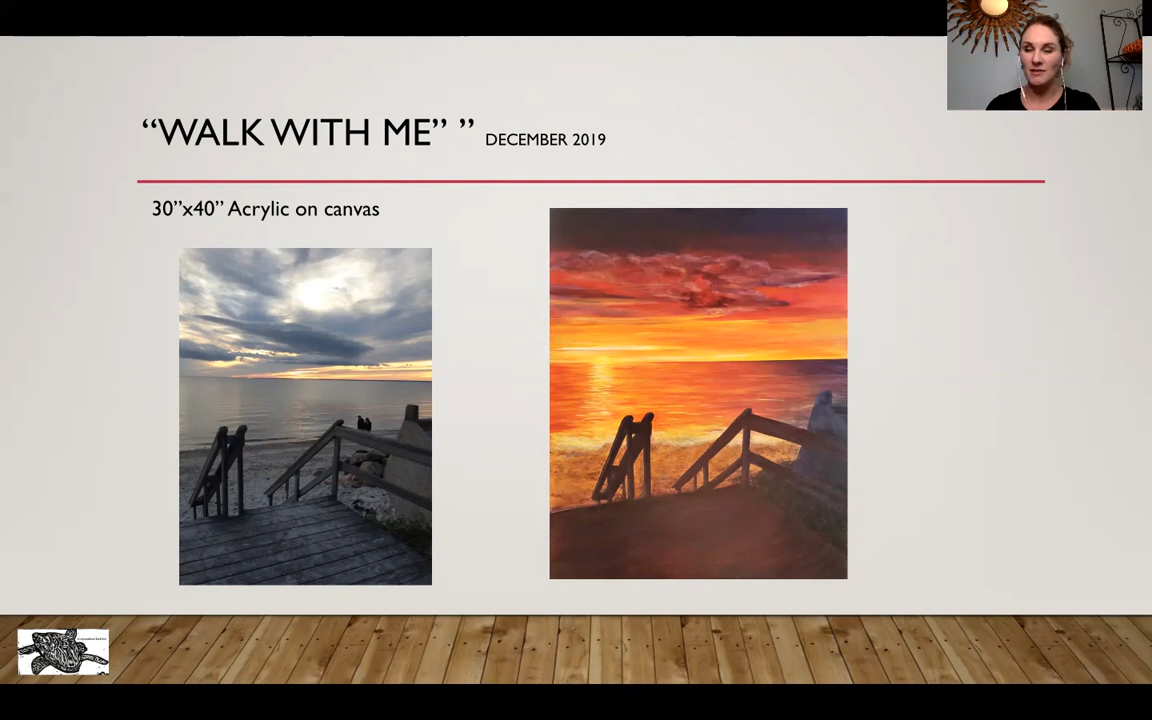 “WALK WITH ME” ” DECEMBER 2019
30”x40” Acrylic on canvas